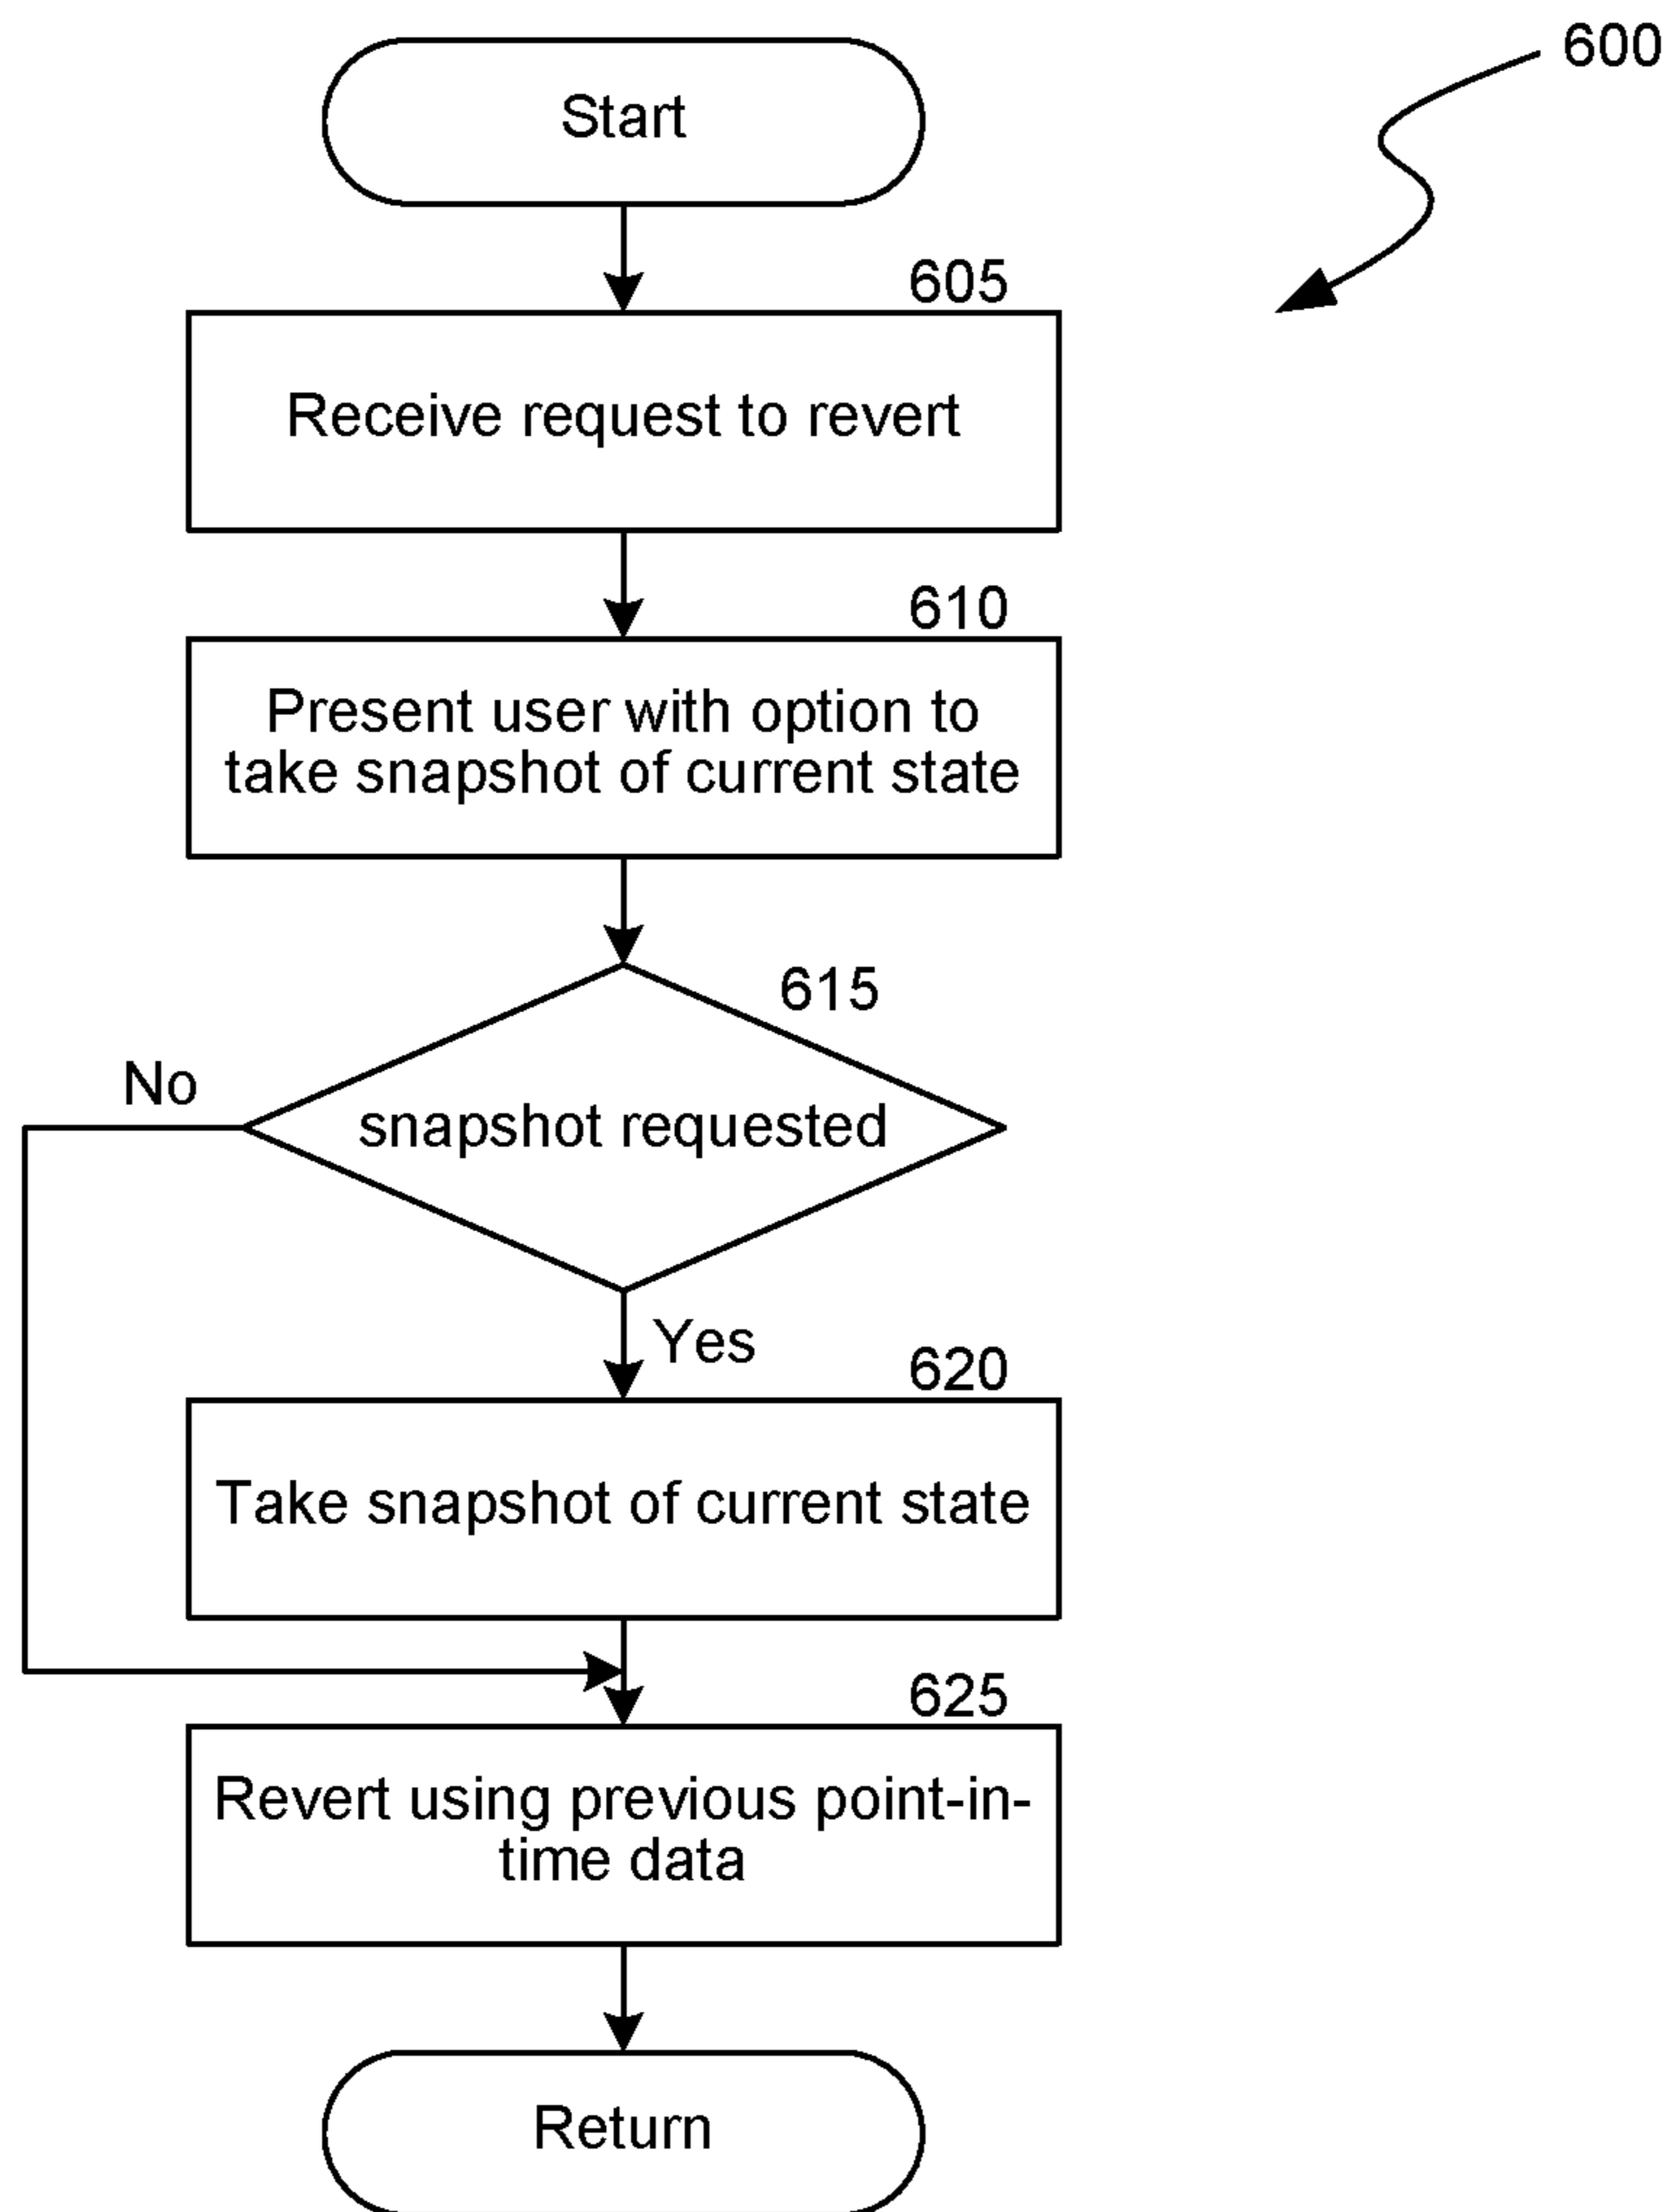 600
Start
605
Receive request to revert
610
Present user with option to
take snapshot of current state
615
No
snapshot requested
Yes
620
Take snapshot of current state
625
Revert using previous point-in-
time data
Return